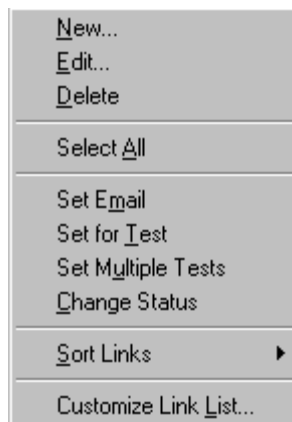 New...
Edit...
Delete
Select All
Set Email
Set for Test
Set Multiple Tests
Change Status
Sort Links
Customize Link List...